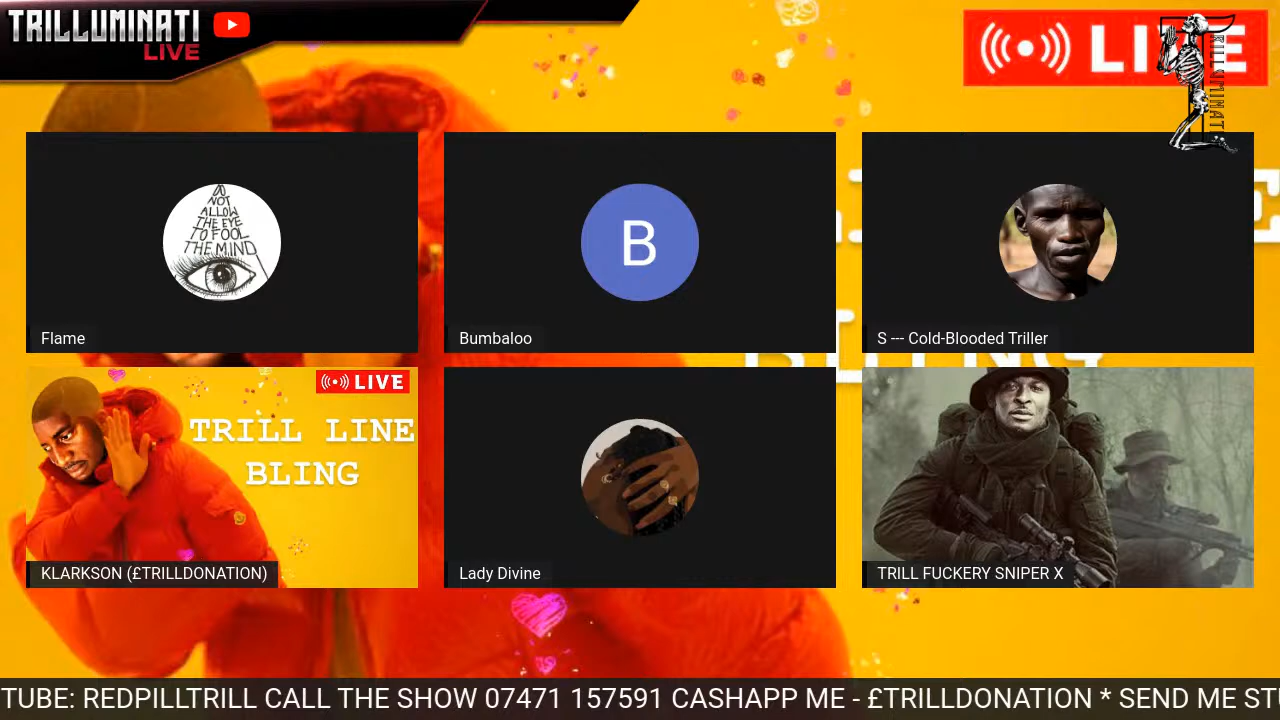 TRILLUMINATI
LIVE
LIVE
TRILLUMINATI
DO
NOT
ALLOW
THE EYE
TO FOOL
THE MIND
Flame
B
Bumbaloo
S --- Cold-Blooded Triller
LIVE
TRILL LINE
BLING
KLARKSON (£TRILLDONATION)
Lady Divine
TRILL FUCKERY SNIPER X
TUBE: REDPILLTRILL CALL THE SHOW 07471 157591 CASHAPP ME - £TRILLDONATION * SEND ME ST